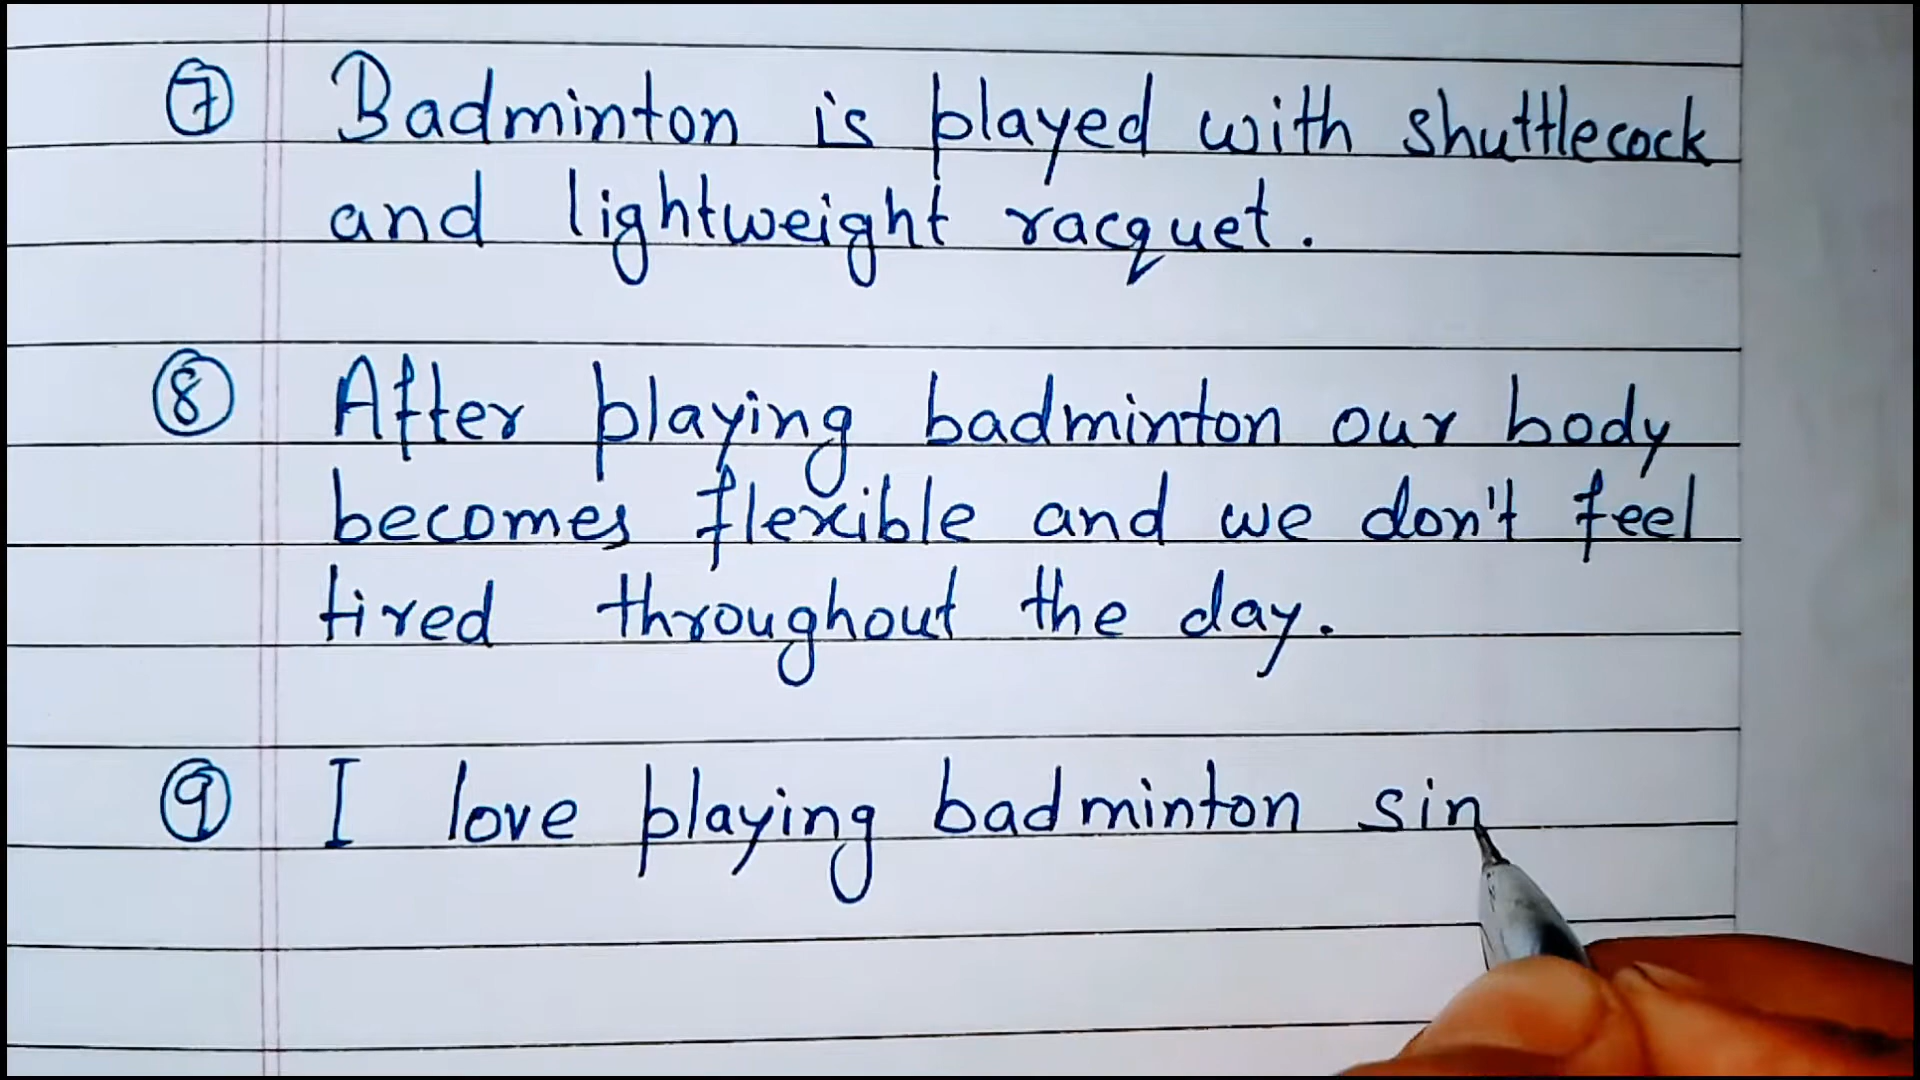 ⑦ Badminton is played with shuttlecock
and lightweight racquet.
⑧ After playing badminton our body
becomes flexible and we don't feel
tired throughout the day.
⑨ I love playing badminton sin